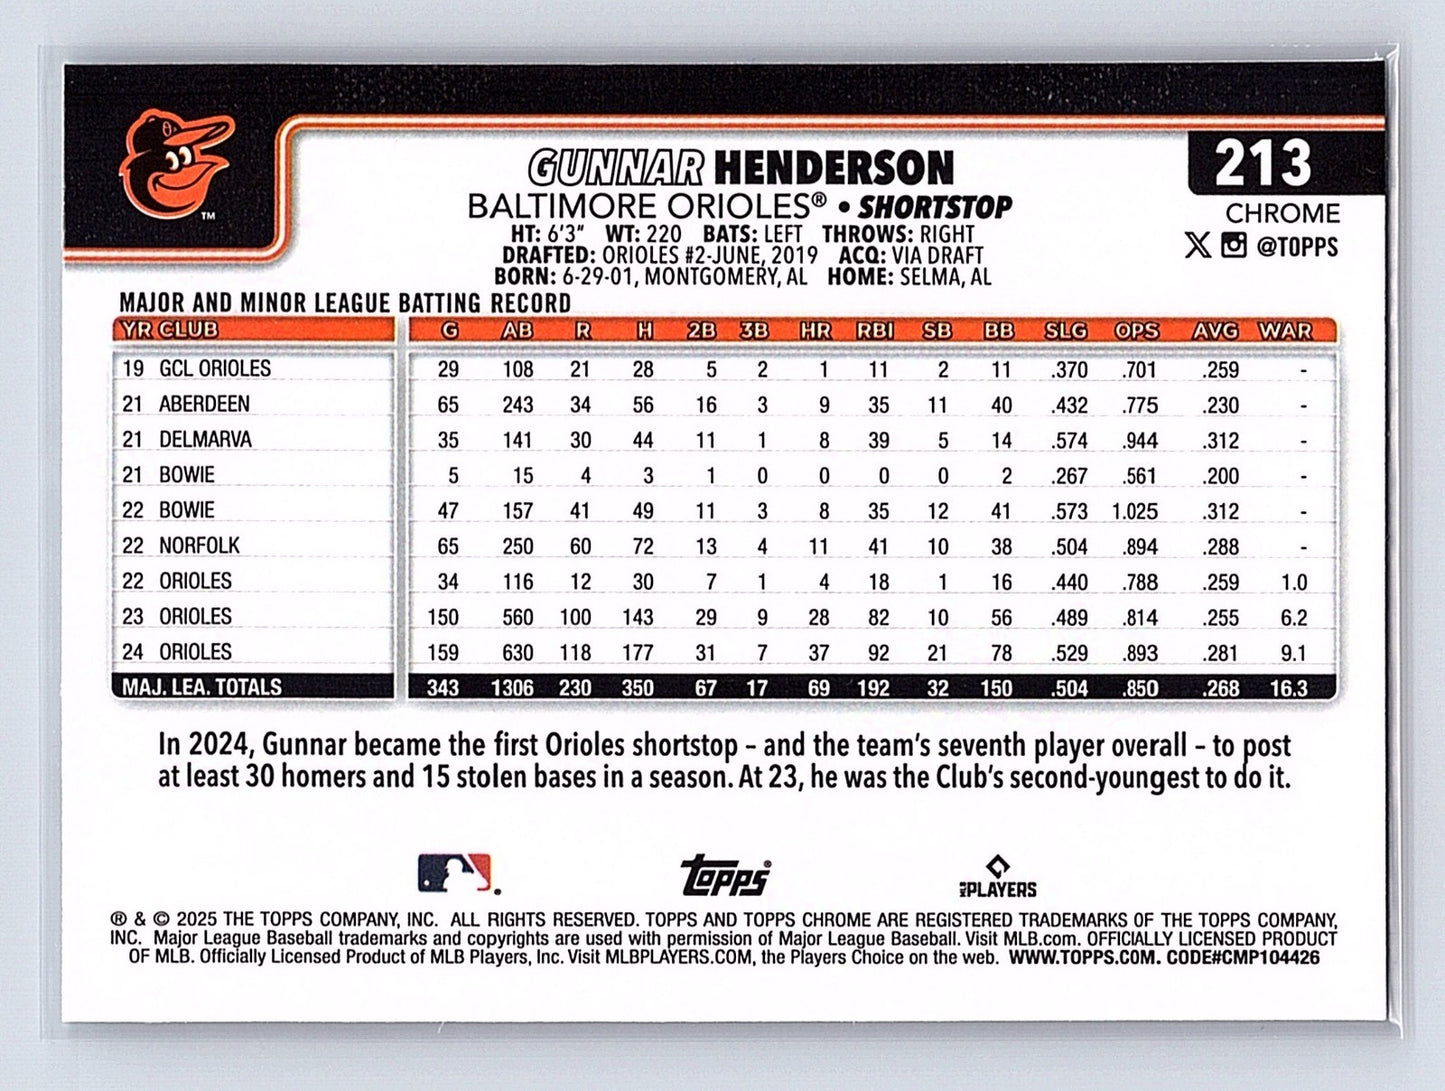 TM
GUNNAR HENDERSON
213
BALTIMORE ORIOLES® • SHORTSTOP
CHROME
HT: 6'3" WT: 220 BATS: LEFT THROWS: RIGHT
@TOPPS
DRAFTED: ORIOLES #2-JUNE, 2019 ACQ: VIA DRAFT
BORN: 6-29-01, MONTGOMERY, AL HOME: SELMA, AL
MAJOR AND MINOR LEAGUE BATTING RECORD
YR CLUB G AB R H 2B 3B HR RBI SB BB SLG OPS AVG WAR
19 GCL ORIOLES 29 108 21 28 5 2 1 11 2 11 .370 .701 .259 -
21 ABERDEEN 65 243 34 56 16 3 9 35 11 40 .432 .775 .230 -
21 DELMARVA 35 141 30 44 11 1 8 39 5 14 .574 .944 .312 -
21 BOWIE 5 15 4 3 1 0 0 0 0 2 .267 .561 .200 -
22 BOWIE 47 157 41 49 11 3 8 35 12 41 .573 1.025 .312 -
22 NORFOLK 65 250 60 72 13 4 11 41 10 38 .504 .894 .288 -
22 ORIOLES 34 116 12 30 7 1 4 18 1 16 .440 .788 .259 1.0
23 ORIOLES 150 560 100 143 29 9 28 82 10 56 .489 .814 .255 6.2
24 ORIOLES 159 630 118 177 31 7 37 92 21 78 .529 .893 .281 9.1
MAJ. LEA. TOTALS 343 1306 230 350 67 17 69 192 32 150 .504 .850 .268 16.3
In 2024, Gunnar became the first Orioles shortstop – and the team's seventh player overall – to post
at least 30 homers and 15 stolen bases in a season. At 23, he was the Club's second-youngest to do it.
topps®
MLB PLAYERS
® & © 2025 THE TOPPS COMPANY, INC. ALL RIGHTS RESERVED. TOPPS AND TOPPS CHROME ARE REGISTERED TRADEMARKS OF THE TOPPS COMPANY,
INC. Major League Baseball trademarks and copyrights are used with permission of Major League Baseball. Visit MLB.com. OFFICIALLY LICENSED PRODUCT
OF MLB. Officially Licensed Product of MLB Players, Inc. Visit MLBPLAYERS.COM, the Players Choice on the web. WWW.TOPPS.COM. CODE#CMP104426